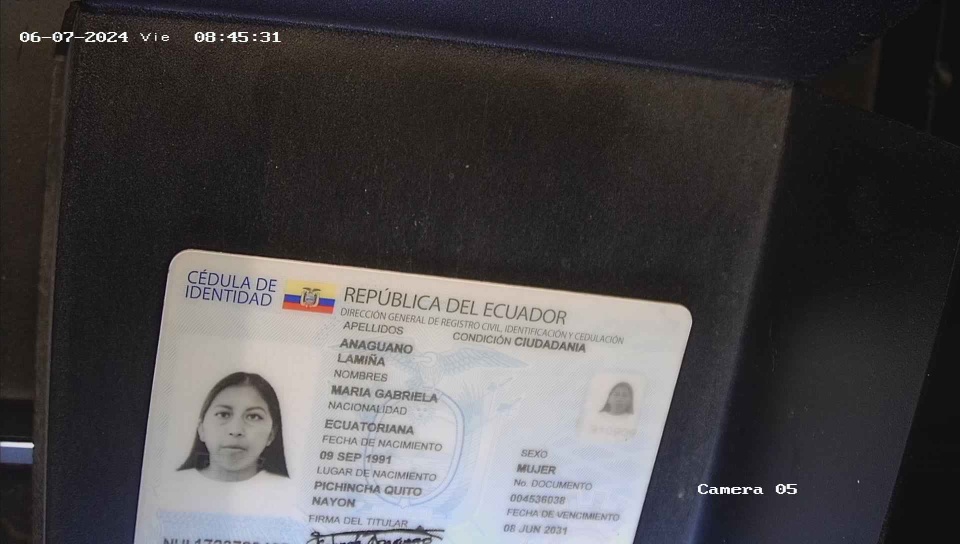 06-07-2024 Vie 08:45:31
CÉDULA DE
IDENTIDAD
REPÚBLICA DEL ECUADOR
DIRECCIÓN GENERAL DE REGISTRO CIVIL, IDENTIFICACIÓN Y CEDULACIÓN
APELLIDOS
CONDICIÓN CIUDADANIA
ANAGUANO
LAMIÑA
NOMBRES
MARIA GABRIELA
NACIONALIDAD
ECUATORIANA
FECHA DE NACIMIENTO
09 SEP 1991
LUGAR DE NACIMIENTO
PICHINCHA QUITO
NAYON
FIRMA DEL TITULAR
SEXO
MUJER
No. DOCUMENTO
004536038
FECHA DE VENCIMIENTO
08 JUN 2031
Camera 05